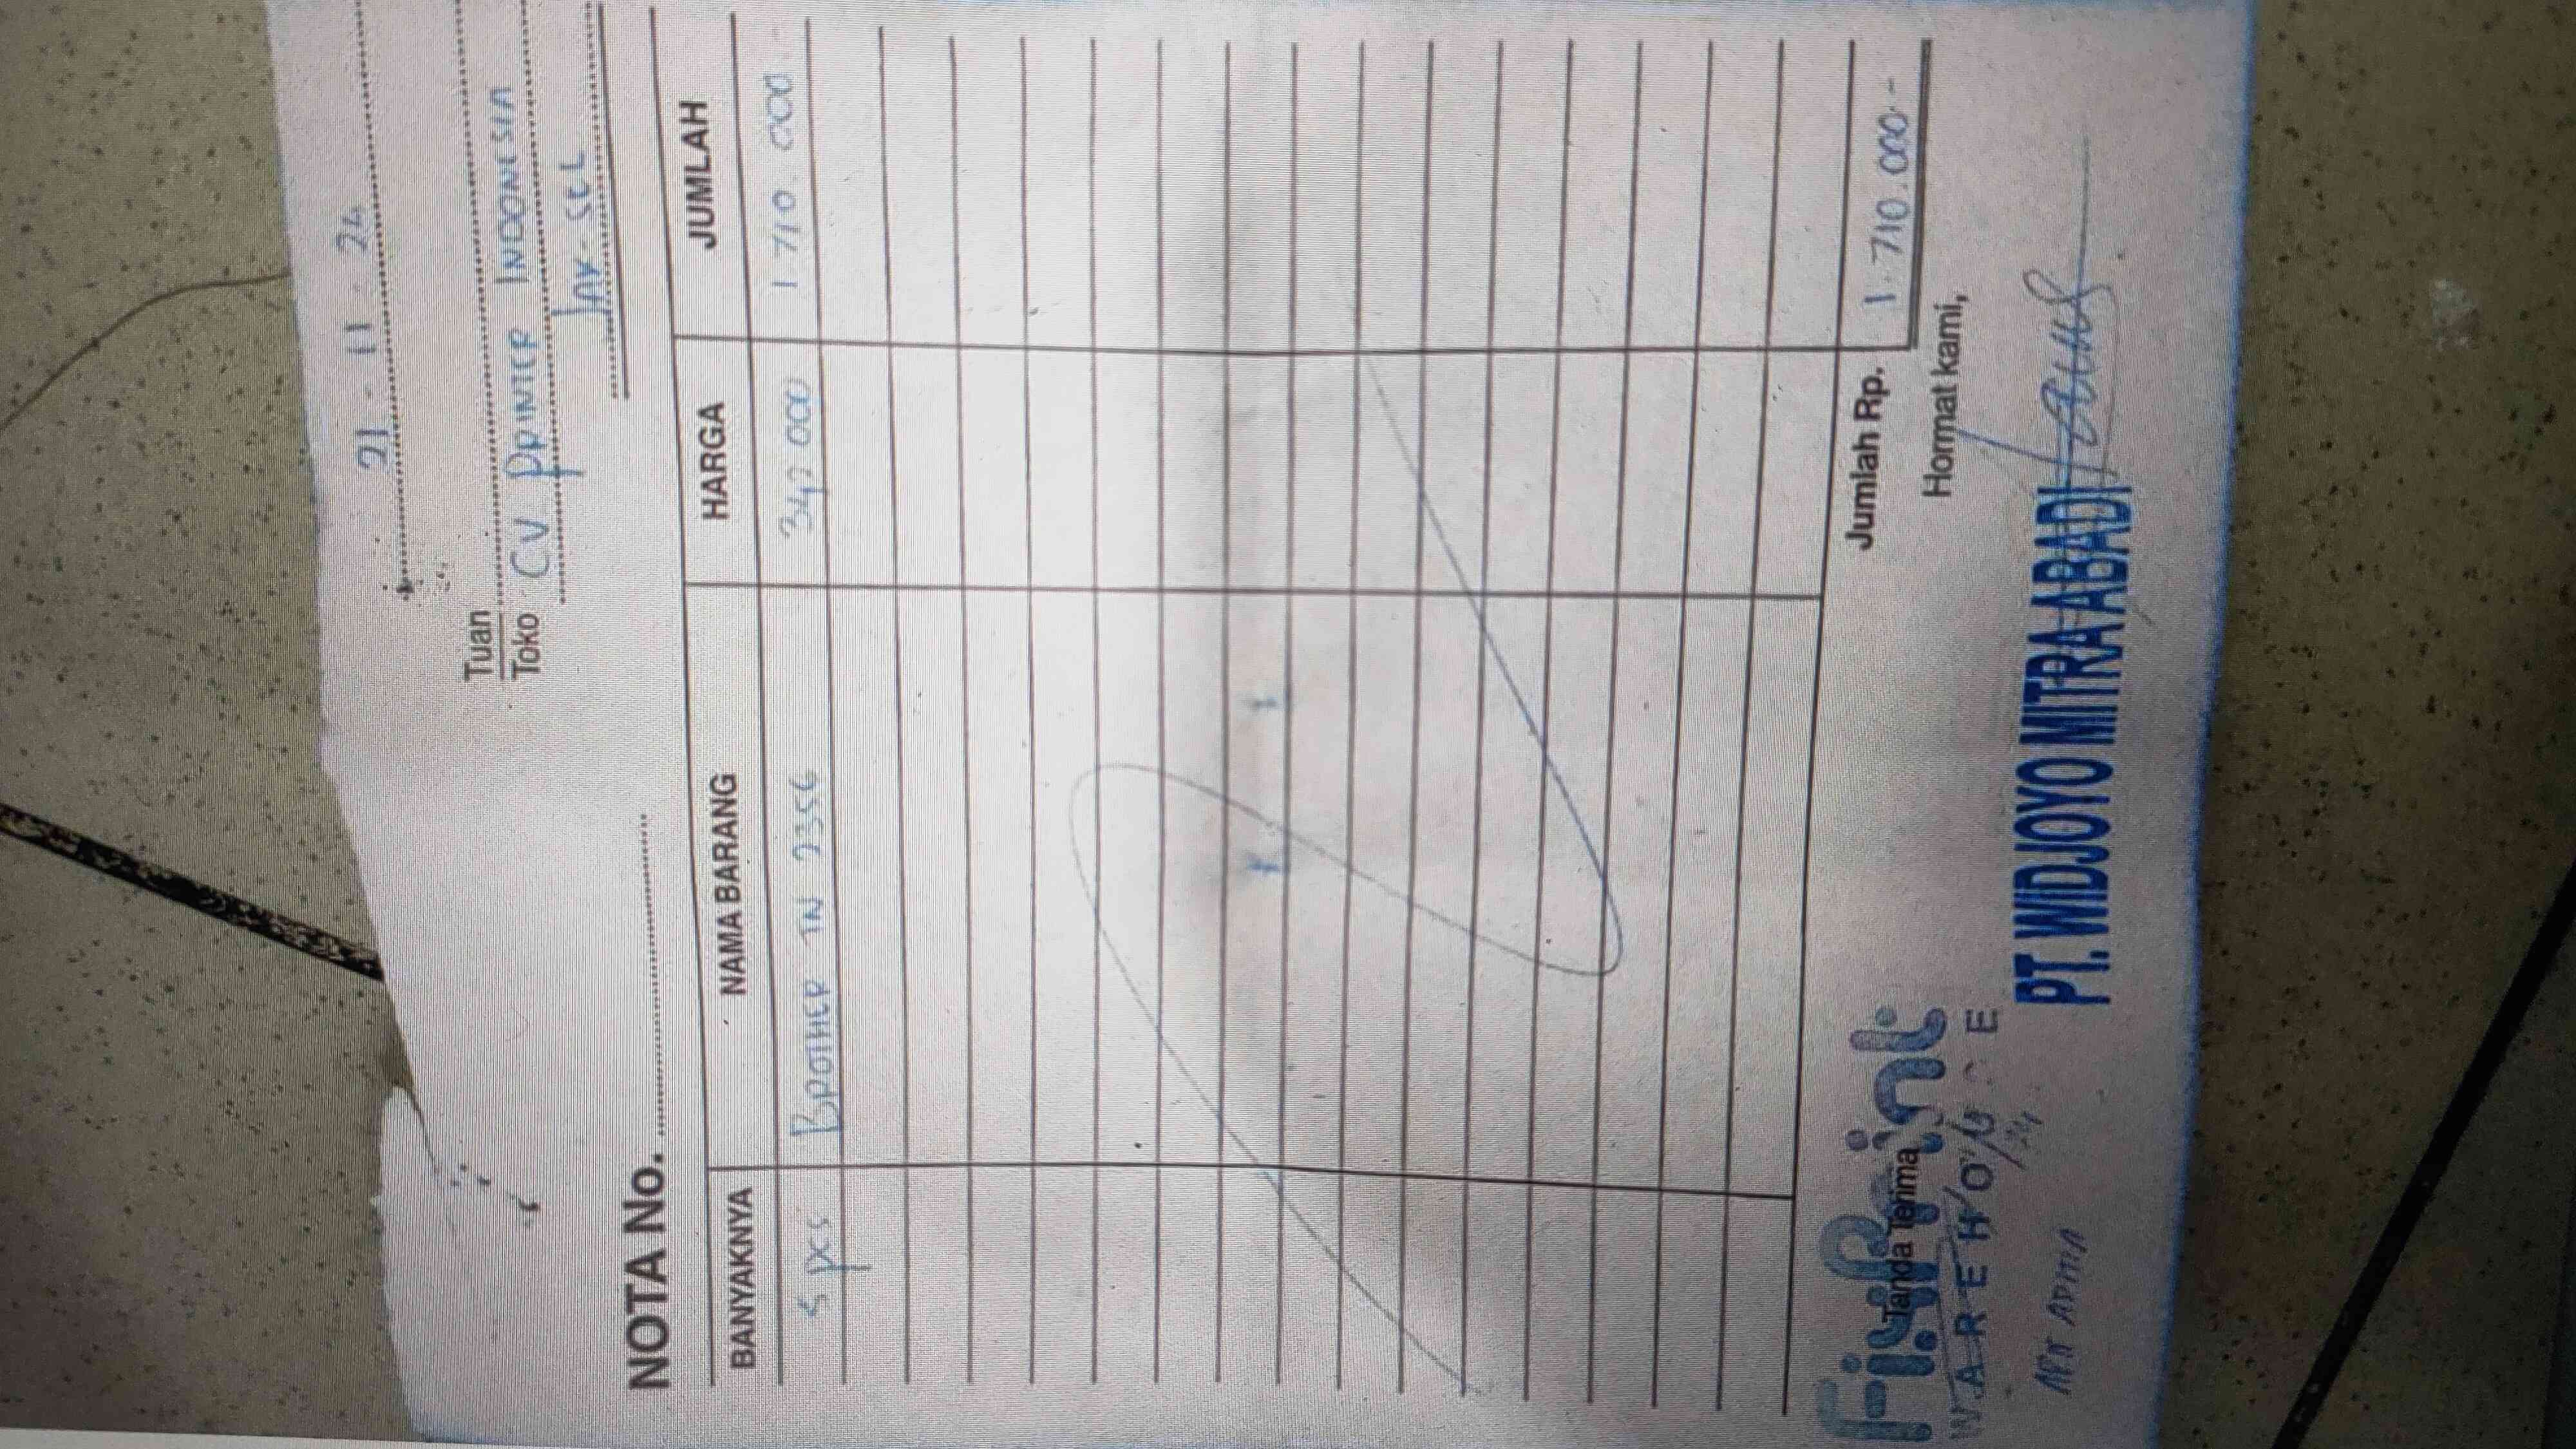 21 - 11 - 24
Tuan
Toko CV PRINTER INDONESIA
NOTA No.
BANYAKNYA NAMA BARANG HARGA JUMLAH
5 pcs BROTHER TN 2356 342 000 1 710 000 -
Jumlah Rp. 1.710.000.-
Tanda Terima Hormat kami,
FixPrint
WAREHOUSE
PT. WIDJOYO MITRA ABADI